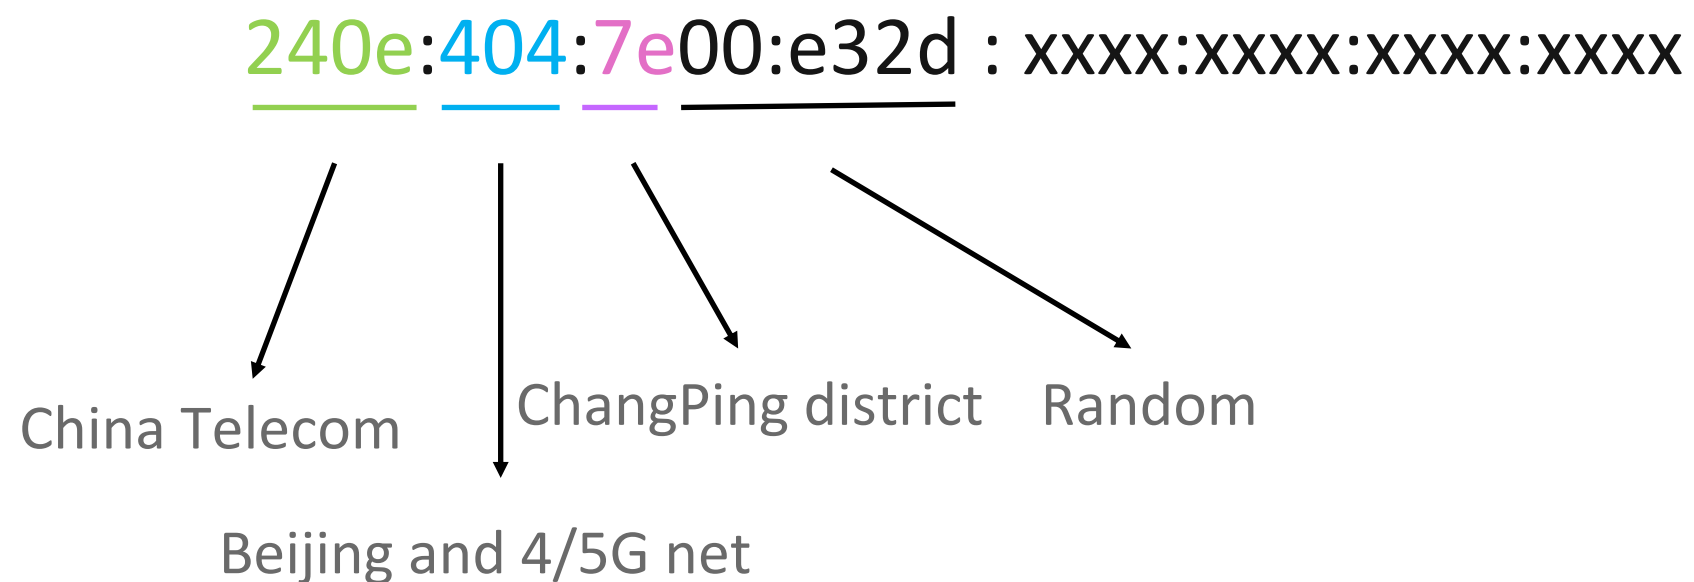 240e:404:7e00:e32d : xxxx:xxxx:xxxx:xxxx
China Telecom
ChangPing district
Random
Beijing and 4/5G net